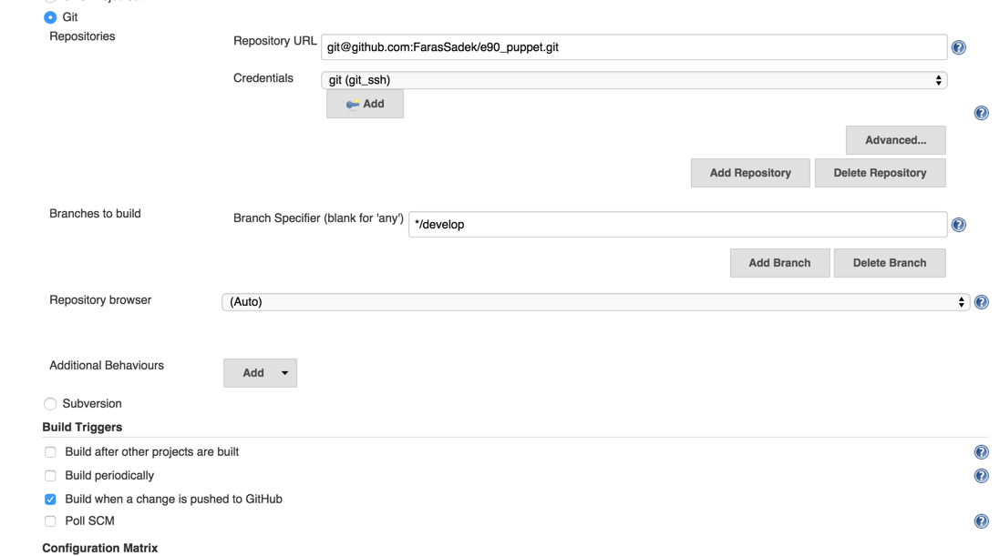 Git
Repositories
Repository URL git@github.com:FarasSadek/e90_puppet.git
Credentials git (git_ssh)
Add
Advanced...
Add Repository Delete Repository
Branches to build
Branch Specifier (blank for 'any') */develop
Add Branch Delete Branch
Repository browser (Auto)
Additional Behaviours Add
Subversion
Build Triggers
Build after other projects are built
Build periodically
Build when a change is pushed to GitHub
Poll SCM
Configuration Matrix